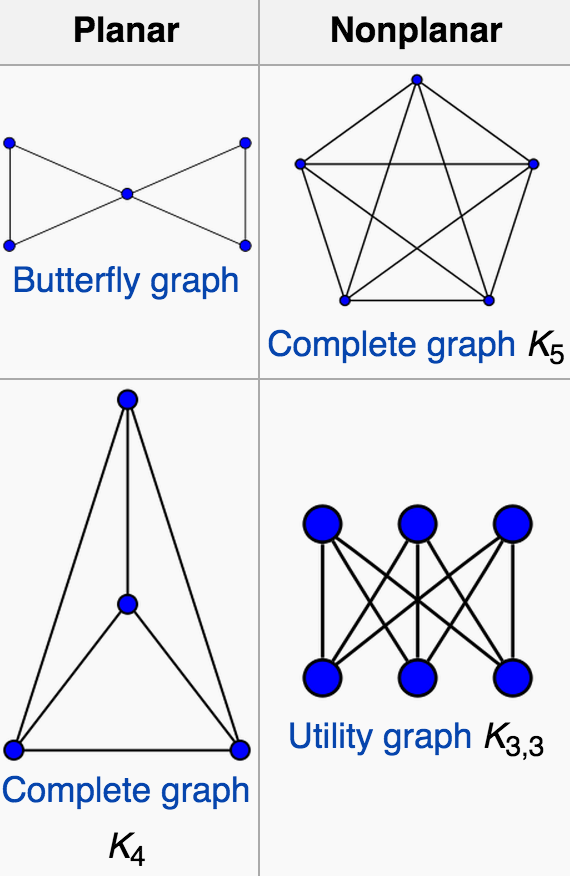 Planar
Nonplanar
Butterfly graph
Complete graph K₅
Complete graph
K₄
Utility graph K₃,₃